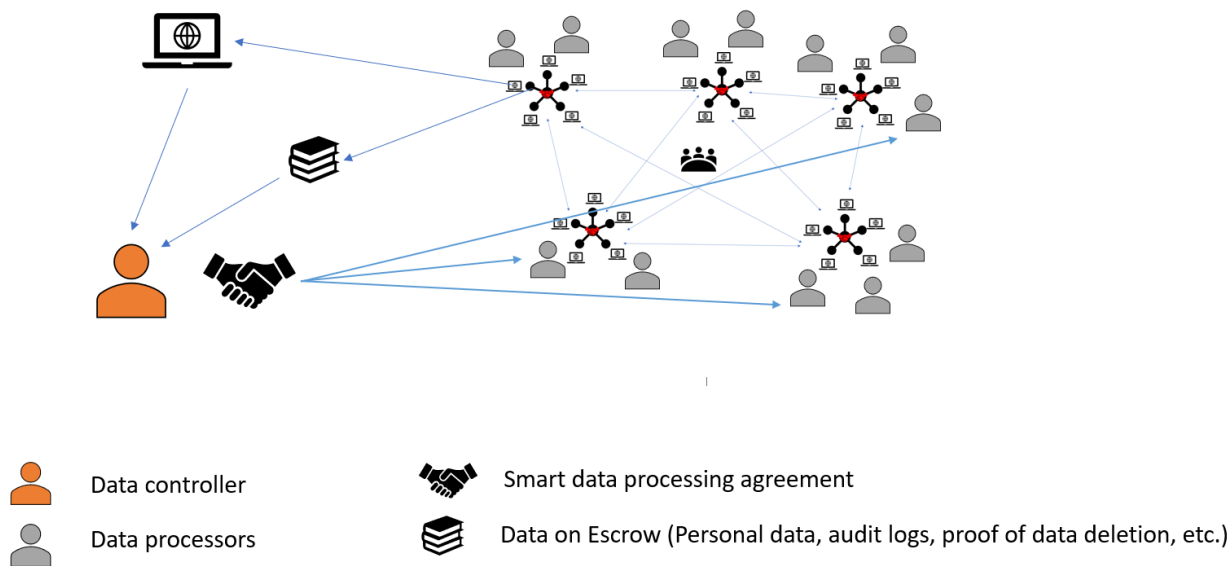 Data controller
Smart data processing agreement
Data processors
Data on Escrow (Personal data, audit logs, proof of data deletion, etc.)